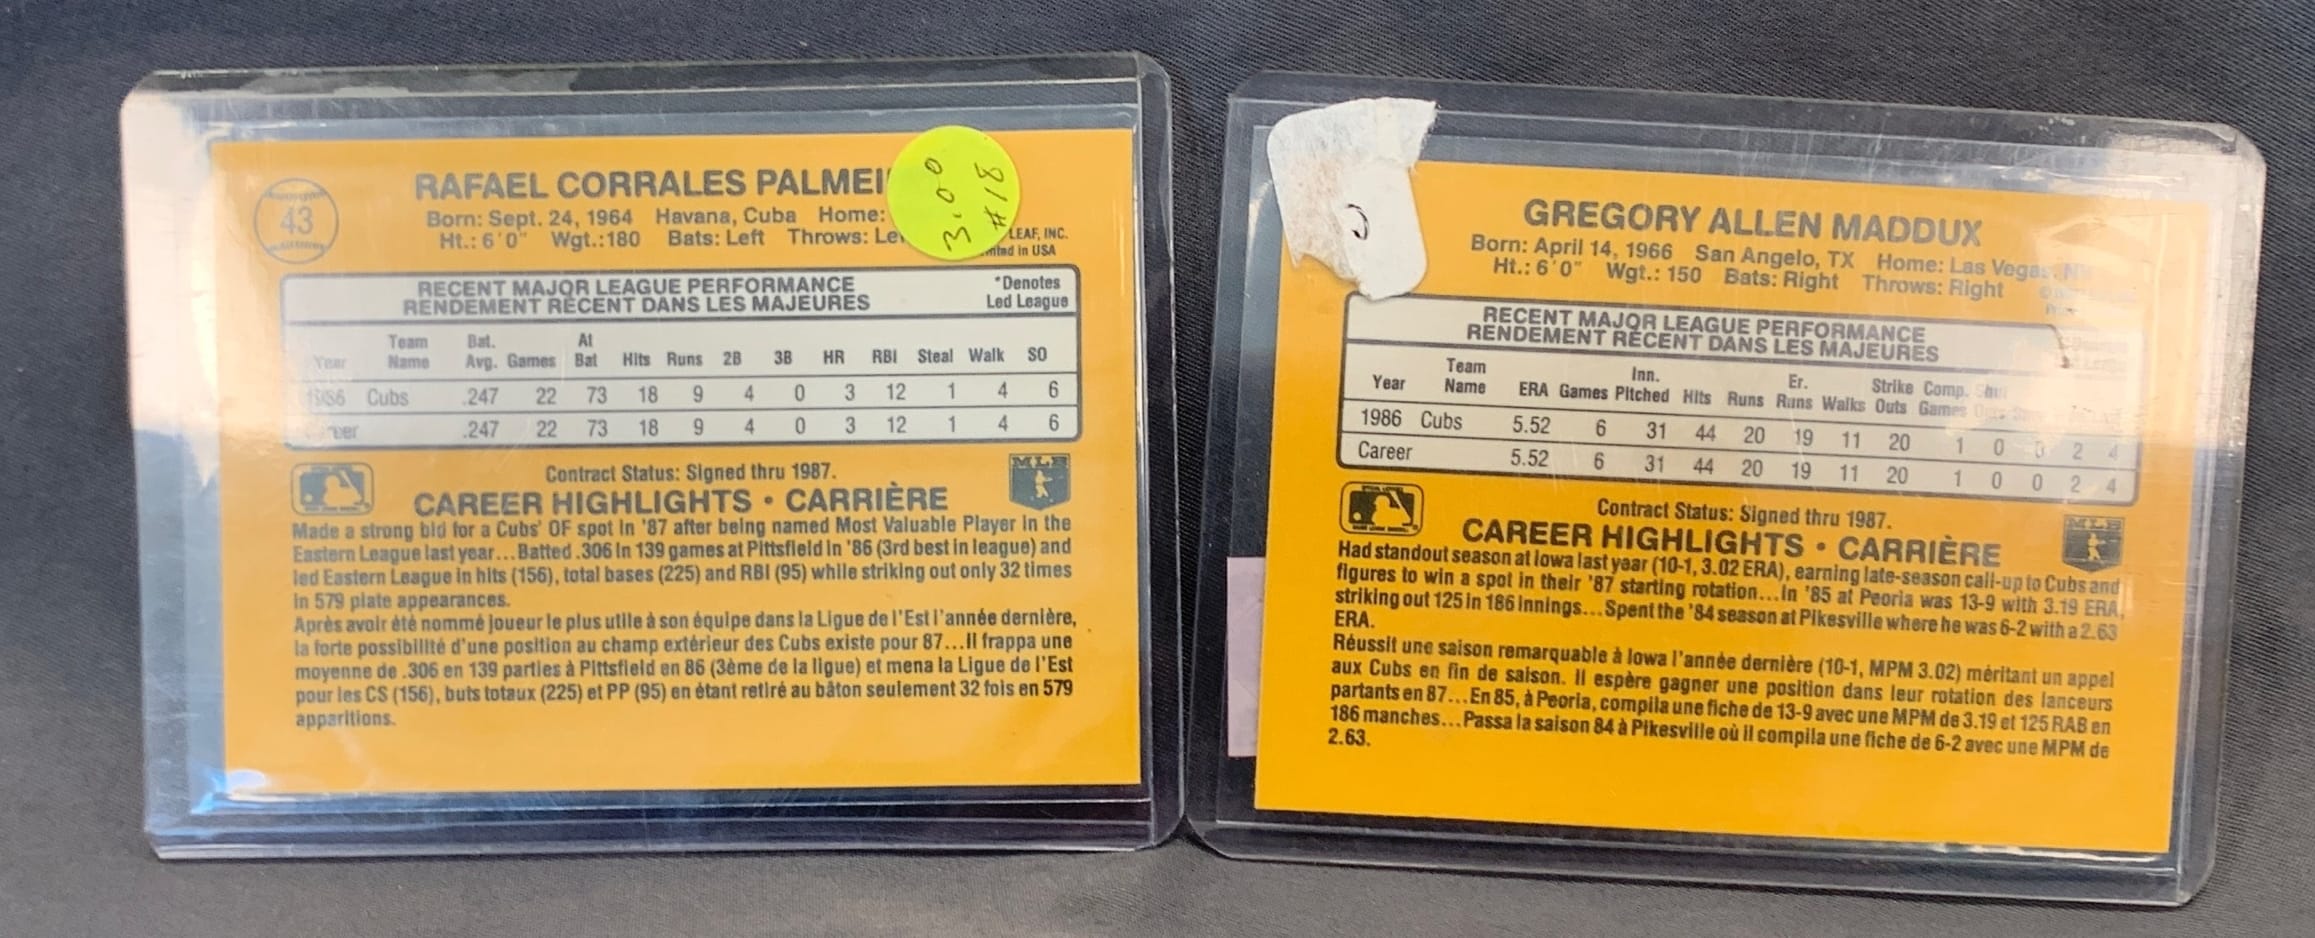 43
RAFAEL CORRALES PALMEI
Born: Sept. 24, 1964 Havana, Cuba Home:
Ht.: 6'0" Wgt.:180 Bats: Left Throws: Le
LEAF, INC.
in USA
3.00
#18
RECENT MAJOR LEAGUE PERFORMANCE
RENDEMENT RÉCENT DANS LES MAJEURES
*Denotes
Led League
Year Team Name Bat. Avg. Games At Bat Hits Runs 2B 3B HR RBI Steal Walk SO
1986 Cubs .247 22 73 18 9 4 0 3 12 1 4 6
.247 22 73 18 9 4 0 3 12 1 4 6
Contract Status: Signed thru 1987.
MLB
CAREER HIGHLIGHTS • CARRIÈRE
Made a strong bid for a Cubs' OF spot in '87 after being named Most Valuable Player in the
Eastern League last year...Batted .306 in 139 games at Pittsfield in '86 (3rd best in league) and
led Eastern League in hits (156), total bases (225) and RBI (95) while striking out only 32 times
in 579 plate appearances.
Après avoir été nommé joueur le plus utile à son équipe dans la Ligue de l'Est l'année dernière,
la forte possibilité d'une position au champ extérieur des Cubs existe pour 87...Il frappa une
moyenne de .306 en 139 parties à Pittsfield en 86 (3ème de la ligue) et mena la Ligue de l'Est
pour les CS (156), buts totaux (225) et PP (95) en étant retiré au bâton seulement 32 fois en 579
apparitions.
GREGORY ALLEN MADDUX
Born: April 14, 1966 San Angelo, TX Home: Las Vegas, NV
Ht.: 6'0" Wgt.: 150 Bats: Right Throws: Right
RECENT MAJOR LEAGUE PERFORMANCE
RENDEMENT RÉCENT DANS LES MAJEURES
Year Team Name ERA Games Inn. Pitched Hits Runs Er. Runs Walks Strike Outs Comp. Games
1986 Cubs 5.52 6 31 44 20 19 11 20 1 0 0 2 4
Career 5.52 6 31 44 20 19 11 20 1 0 0 2 4
Contract Status: Signed thru 1987.
MLB
CAREER HIGHLIGHTS • CARRIÈRE
Had standout season at Iowa last year (10-1, 3.02 ERA), earning late-season call-up to Cubs and
figures to win a spot in their '87 starting rotation...In '85 at Peoria was 13-9 with 3.19 ERA,
striking out 125 in 186 innings...Spent the '84 season at Pikesville where he was 6-2 with a 2.63
ERA.
Réussit une saison remarquable à Iowa l'année dernière (10-1, MPM 3.02) méritant un appel
aux Cubs en fin de saison. Il espère gagner une position dans leur rotation des lanceurs
partants en 87...En 85, à Peoria, compila une fiche de 13-9 avec une MPM de 3.19 et 125 RAB en
186 manches...Passa la saison 84 à Pikesville où il compila une fiche de 6-2 avec une MPM de
2.63.